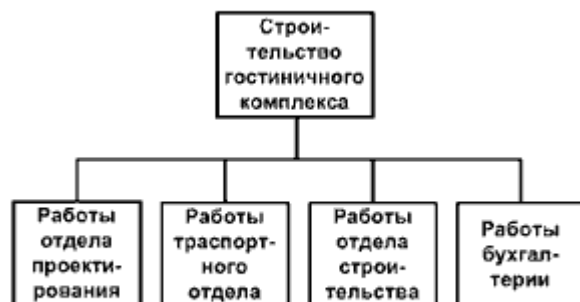 Строи-
тельство
гостиничного
комплекса
Работы
отдела
проекти-
рования
Работы
траспорт-
ного
отдела
Работы
отдела
строи-
тельства
Работы
бухгал-
терии